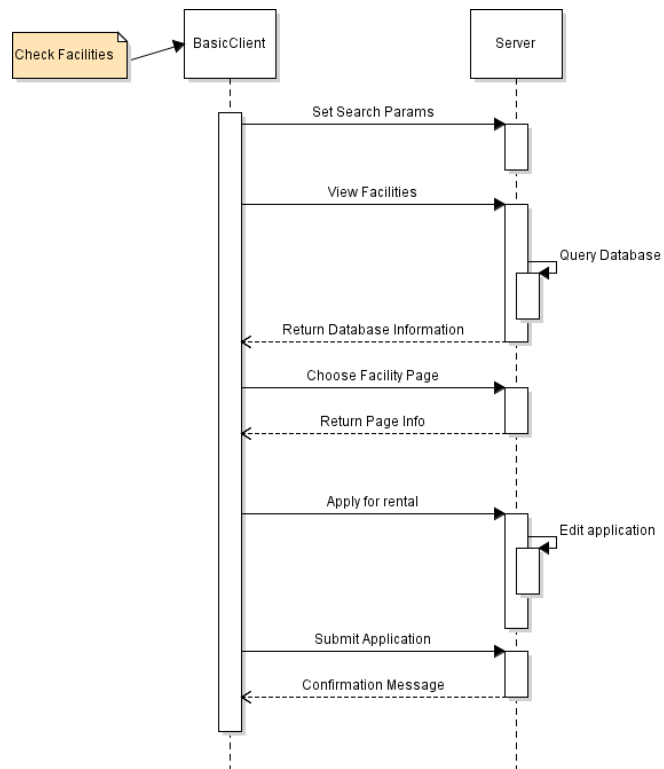 Check Facilities
BasicClient
Server
Set Search Params
View Facilities
Query Database
Return Database Information
Choose Facility Page
Return Page Info
Apply for rental
Edit application
Submit Application
Confirmation Message